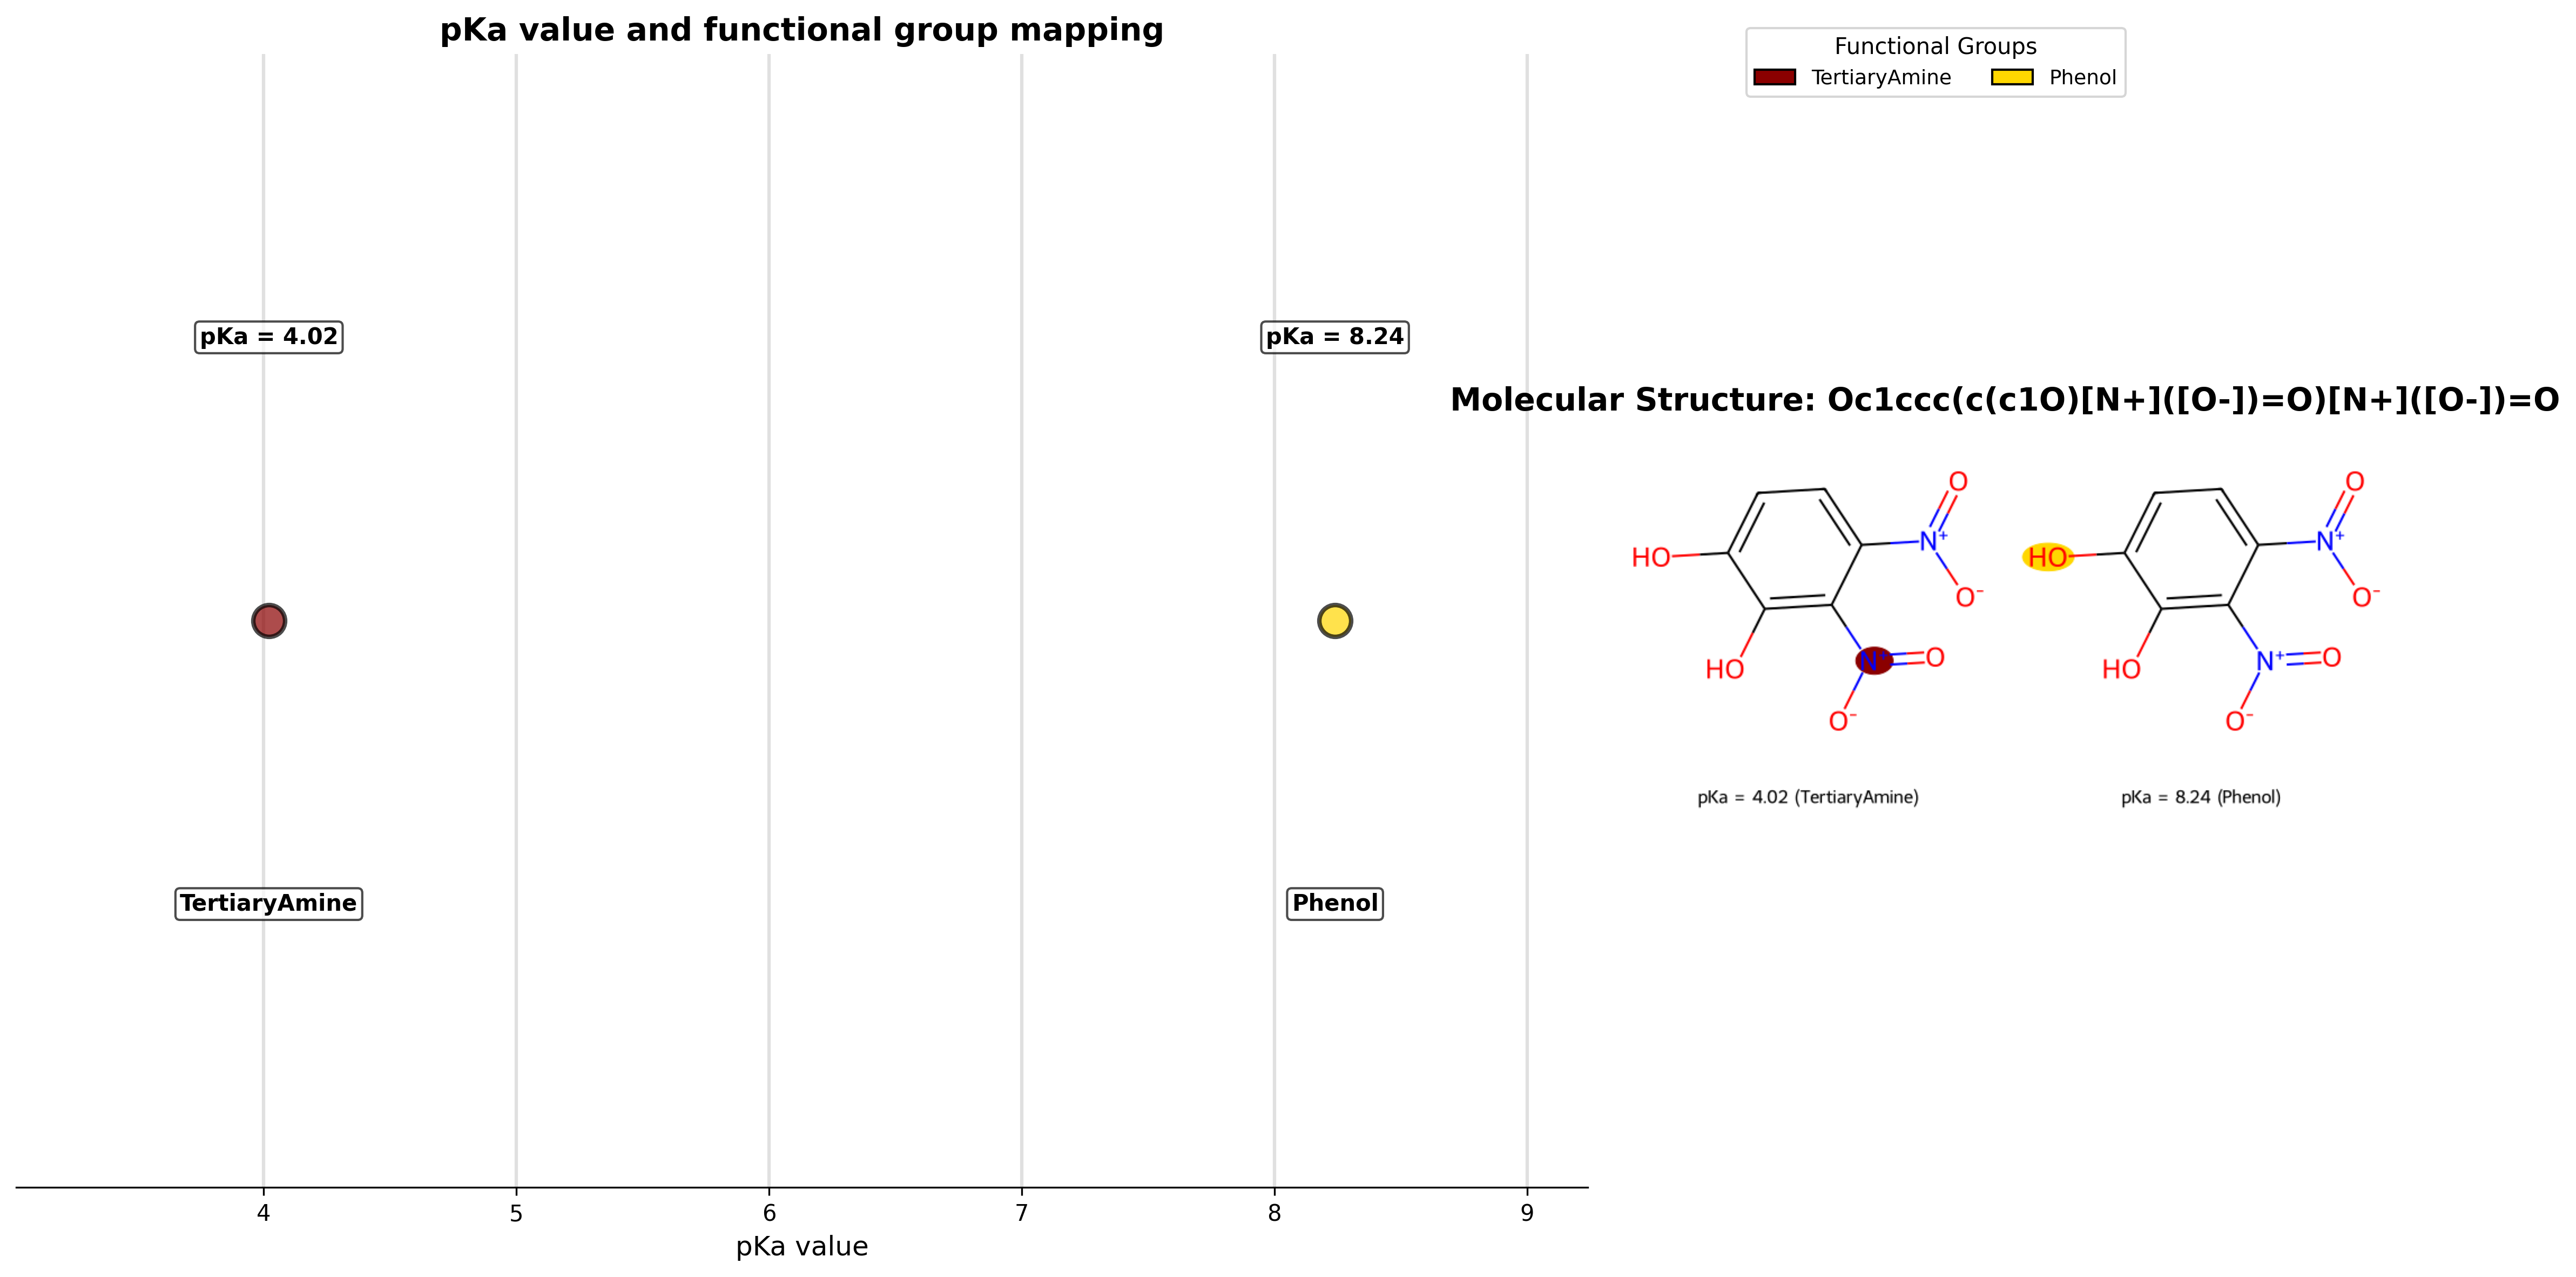 pKa value and functional group mapping
Functional Groups
TertiaryAmine Phenol
pKa = 4.02
pKa = 8.24
TertiaryAmine
Phenol
4 5 6 7 8 9
pKa value
Molecular Structure: Oc1ccc(c(c1O)[N+]([O-])=O)[N+]([O-])=O
O
N+
O-
HO
HO
N+
O
O-
pKa = 4.02 (TertiaryAmine)
O
N+
O-
HO
HO
N+
O
O-
pKa = 8.24 (Phenol)